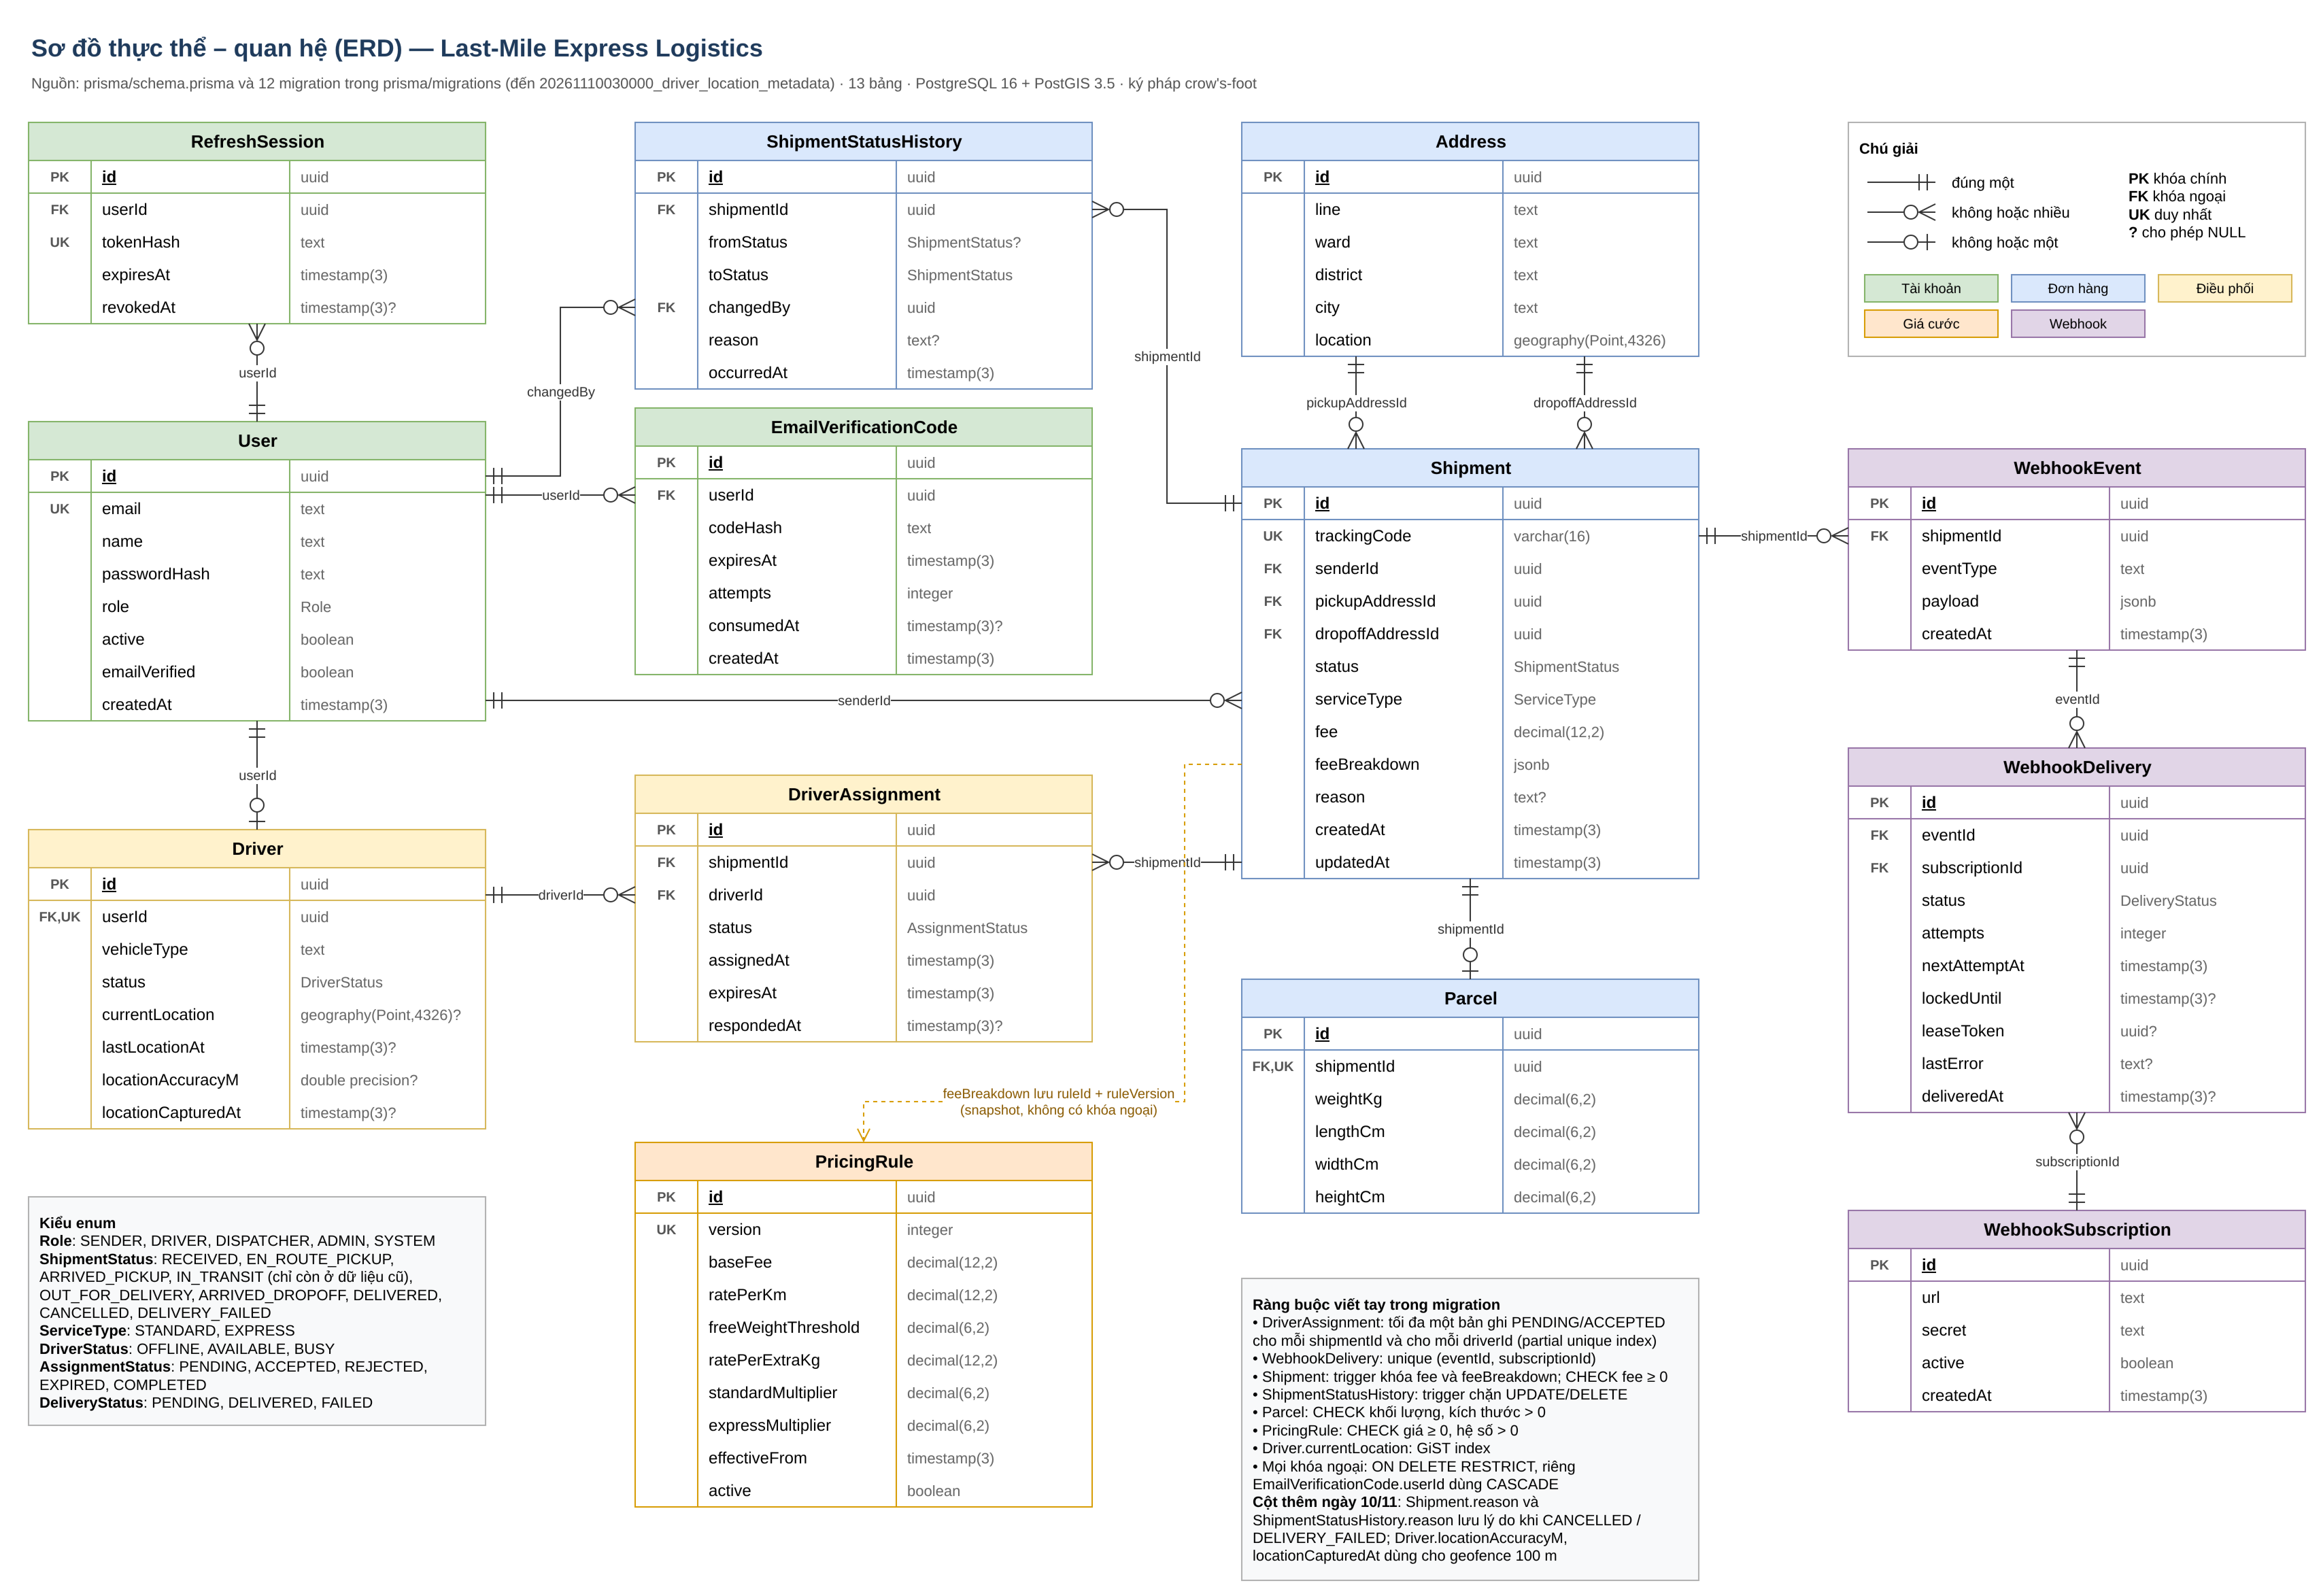 Sơ đồ thực thể – quan hệ (ERD) — Last-Mile Express Logistics
Nguồn: prisma/schema.prisma và 12 migration trong prisma/migrations (đến 20261110030000_driver_location_metadata) · 13 bảng · PostgreSQL 16 + PostGIS 3.5 · ký pháp crow's-foot
RefreshSession
PK id uuid
FK userId uuid
UK tokenHash text
expiresAt timestamp(3)
revokedAt timestamp(3)?
userId
User
PK id uuid
UK email text
name text
passwordHash text
role Role
active boolean
emailVerified boolean
createdAt timestamp(3)
userId
Driver
PK id uuid
FK,UK userId uuid
vehicleType text
status DriverStatus
currentLocation geography(Point,4326)?
lastLocationAt timestamp(3)?
locationAccuracyM double precision?
locationCapturedAt timestamp(3)?
Kiểu enum
Role: SENDER, DRIVER, DISPATCHER, ADMIN, SYSTEM
ShipmentStatus: RECEIVED, EN_ROUTE_PICKUP,
ARRIVED_PICKUP, IN_TRANSIT (chỉ còn ở dữ liệu cũ),
OUT_FOR_DELIVERY, ARRIVED_DROPOFF, DELIVERED,
CANCELLED, DELIVERY_FAILED
ServiceType: STANDARD, EXPRESS
DriverStatus: OFFLINE, AVAILABLE, BUSY
AssignmentStatus: PENDING, ACCEPTED, REJECTED,
EXPIRED, COMPLETED
DeliveryStatus: PENDING, DELIVERED, FAILED
changedBy
userId
senderId
driverId
ShipmentStatusHistory
PK id uuid
FK shipmentId uuid
fromStatus ShipmentStatus?
toStatus ShipmentStatus
FK changedBy uuid
reason text?
occurredAt timestamp(3)
EmailVerificationCode
PK id uuid
FK userId uuid
codeHash text
expiresAt timestamp(3)
attempts integer
consumedAt timestamp(3)?
createdAt timestamp(3)
DriverAssignment
PK id uuid
FK shipmentId uuid
FK driverId uuid
status AssignmentStatus
assignedAt timestamp(3)
expiresAt timestamp(3)
respondedAt timestamp(3)?
feeBreakdown lưu ruleId + ruleVersion
(snapshot, không có khóa ngoại)
PricingRule
PK id uuid
UK version integer
baseFee decimal(12,2)
ratePerKm decimal(12,2)
freeWeightThreshold decimal(6,2)
ratePerExtraKg decimal(12,2)
standardMultiplier decimal(6,2)
expressMultiplier decimal(6,2)
effectiveFrom timestamp(3)
active boolean
shipmentId
shipmentId
Address
PK id uuid
line text
ward text
district text
city text
location geography(Point,4326)
pickupAddressId
dropoffAddressId
Shipment
PK id uuid
UK trackingCode varchar(16)
FK senderId uuid
FK pickupAddressId uuid
FK dropoffAddressId uuid
status ShipmentStatus
serviceType ServiceType
fee decimal(12,2)
feeBreakdown jsonb
reason text?
createdAt timestamp(3)
updatedAt timestamp(3)
shipmentId
Parcel
PK id uuid
FK,UK shipmentId uuid
weightKg decimal(6,2)
lengthCm decimal(6,2)
widthCm decimal(6,2)
heightCm decimal(6,2)
Ràng buộc viết tay trong migration
• DriverAssignment: tối đa một bản ghi PENDING/ACCEPTED
cho mỗi shipmentId và cho mỗi driverId (partial unique index)
• WebhookDelivery: unique (eventId, subscriptionId)
• Shipment: trigger khóa fee và feeBreakdown; CHECK fee ≥ 0
• ShipmentStatusHistory: trigger chặn UPDATE/DELETE
• Parcel: CHECK khối lượng, kích thước > 0
• PricingRule: CHECK giá ≥ 0, hệ số > 0
• Driver.currentLocation: GiST index
• Mọi khóa ngoại: ON DELETE RESTRICT, riêng
EmailVerificationCode.userId dùng CASCADE
Cột thêm ngày 10/11: Shipment.reason và
ShipmentStatusHistory.reason lưu lý do khi CANCELLED /
DELIVERY_FAILED; Driver.locationAccuracyM,
locationCapturedAt dùng cho geofence 100 m
Chú giải
đúng một
không hoặc nhiều
không hoặc một
PK khóa chính
FK khóa ngoại
UK duy nhất
? cho phép NULL
Tài khoản
Đơn hàng
Điều phối
Giá cước
Webhook
shipmentId
WebhookEvent
PK id uuid
FK shipmentId uuid
eventType text
payload jsonb
createdAt timestamp(3)
eventId
WebhookDelivery
PK id uuid
FK eventId uuid
FK subscriptionId uuid
status DeliveryStatus
attempts integer
nextAttemptAt timestamp(3)
lockedUntil timestamp(3)?
leaseToken uuid?
lastError text?
deliveredAt timestamp(3)?
subscriptionId
WebhookSubscription
PK id uuid
url text
secret text
active boolean
createdAt timestamp(3)